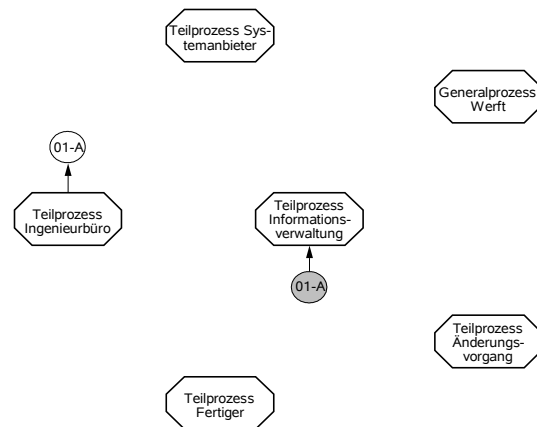 Teilprozess Sys-
temanbieter
Generalprozess
Werft
01-A
Teilprozess
Ingenieurbüro
Teilprozess
Informations-
verwaltung
01-A
Teilprozess
Änderungs-
vorgang
Teilprozess
Fertiger